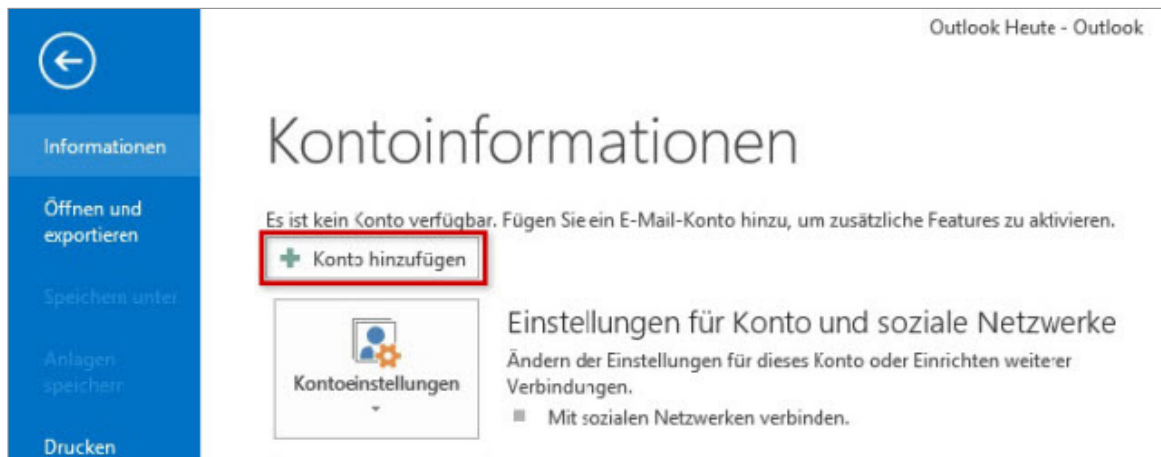 Outlook Heute - Outlook
Informationen
Öffnen und
exportieren
Speichern unter
Anlagen
speichern
Drucken
Kontoinformationen
Es ist kein Konto verfügbar. Fügen Sie ein E-Mail-Konto hinzu, um zusätzliche Features zu aktivieren.
Konto hinzufügen
Kontoeinstellungen
Einstellungen für Konto und soziale Netzwerke
Ändern der Einstellungen für dieses Konto oder Einrichten weiterer
Verbindungen.
Mit sozialen Netzwerken verbinden.